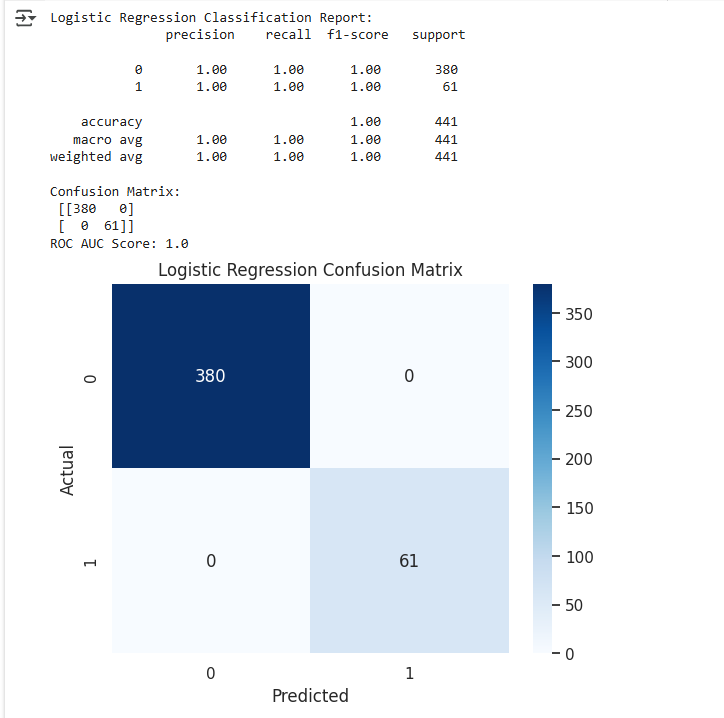 Logistic Regression Classification Report:
precision recall f1-score support
0 1.00 1.00 1.00 380
1 1.00 1.00 1.00 61
accuracy 1.00 441
macro avg 1.00 1.00 1.00 441
weighted avg 1.00 1.00 1.00 441
Confusion Matrix:
[[380 0]
[ 0 61]]
ROC AUC Score: 1.0
Logistic Regression Confusion Matrix
350
300
250
200
150
100
50
0
Actual
0
1
380 0
0 61
0 1
Predicted